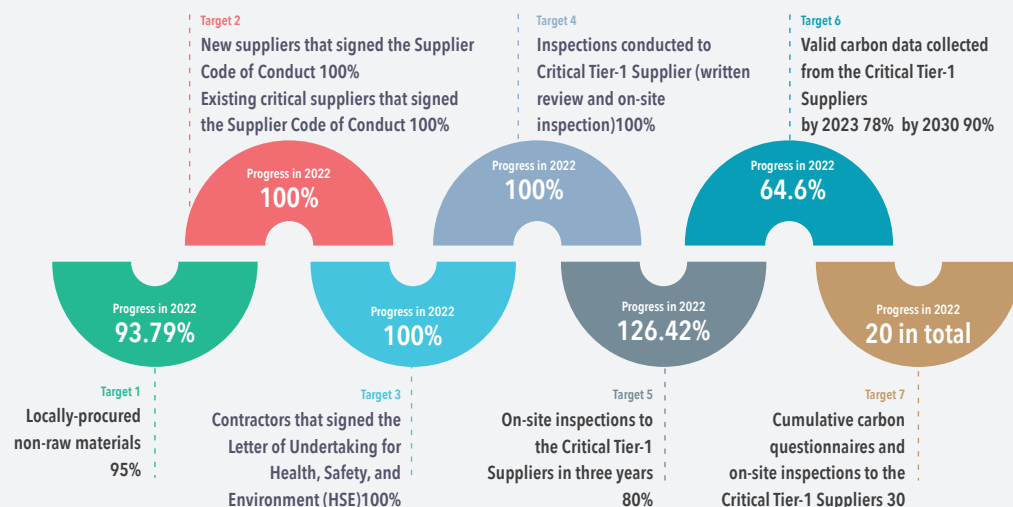 Target 2
New suppliers that signed the Supplier
Code of Conduct 100%
Existing critical suppliers that signed
the Supplier Code of Conduct 100%
Target 4
Inspections conducted to
Critical Tier-1 Supplier (written
review and on-site
inspection)100%
Target 6
Valid carbon data collected
from the Critical Tier-1
Suppliers
by 2023 78% by 2030 90%
Progress in 2022
100%
Progress in 2022
100%
Progress in 2022
64.6%
Progress in 2022
93.79%
Progress in 2022
100%
Progress in 2022
126.42%
Progress in 2022
20 in total
Target 1
Locally-procured
non-raw materials
95%
Target 3
Contractors that signed the
Letter of Undertaking for
Health, Safety, and
Environment (HSE)100%
Target 5
On-site inspections to
the Critical Tier-1
Suppliers in three years
80%
Target 7
Cumulative carbon
questionnaires and
on-site inspections to the
Critical Tier-1 Suppliers 30